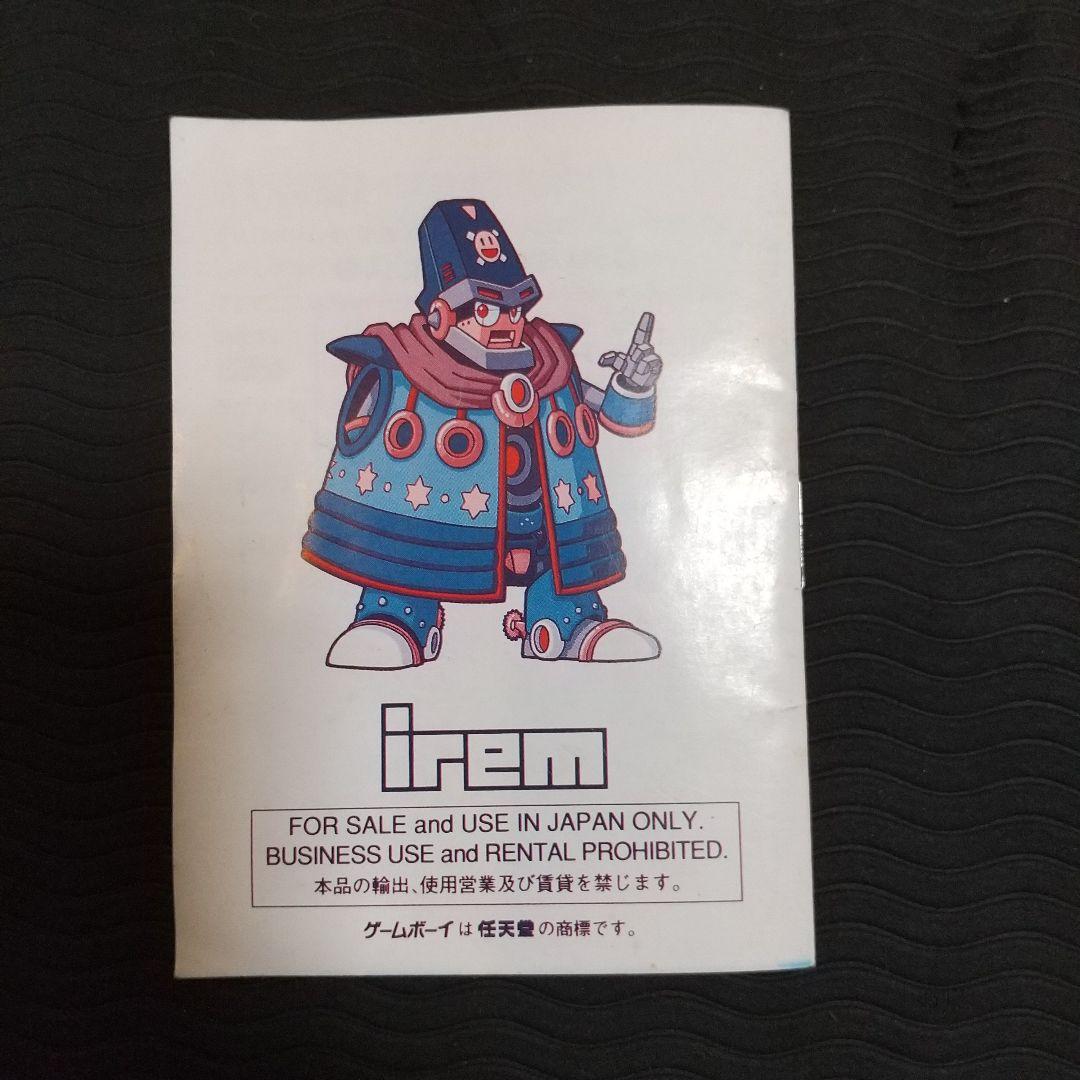 irem
FOR SALE and USE IN JAPAN ONLY.
BUSINESS USE and RENTAL PROHIBITED.
本品の輸出、使用営業及び賃貸を禁じます。
ゲームボーイは任天堂の商標です。